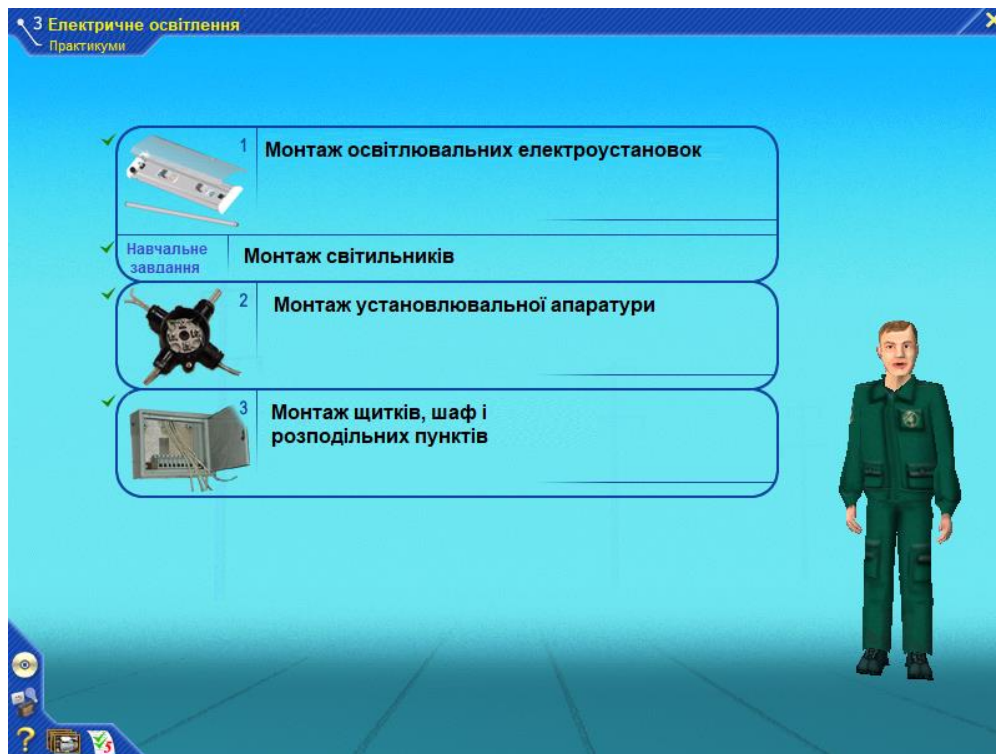 3 Електричне освітлення
Практикуми
1 Монтаж освітлювальних електроустановок
Навчальне
завдання
Монтаж світильників
2 Монтаж установлювальної апаратури
3 Монтаж щитків, шаф і
розподільних пунктів
?
5